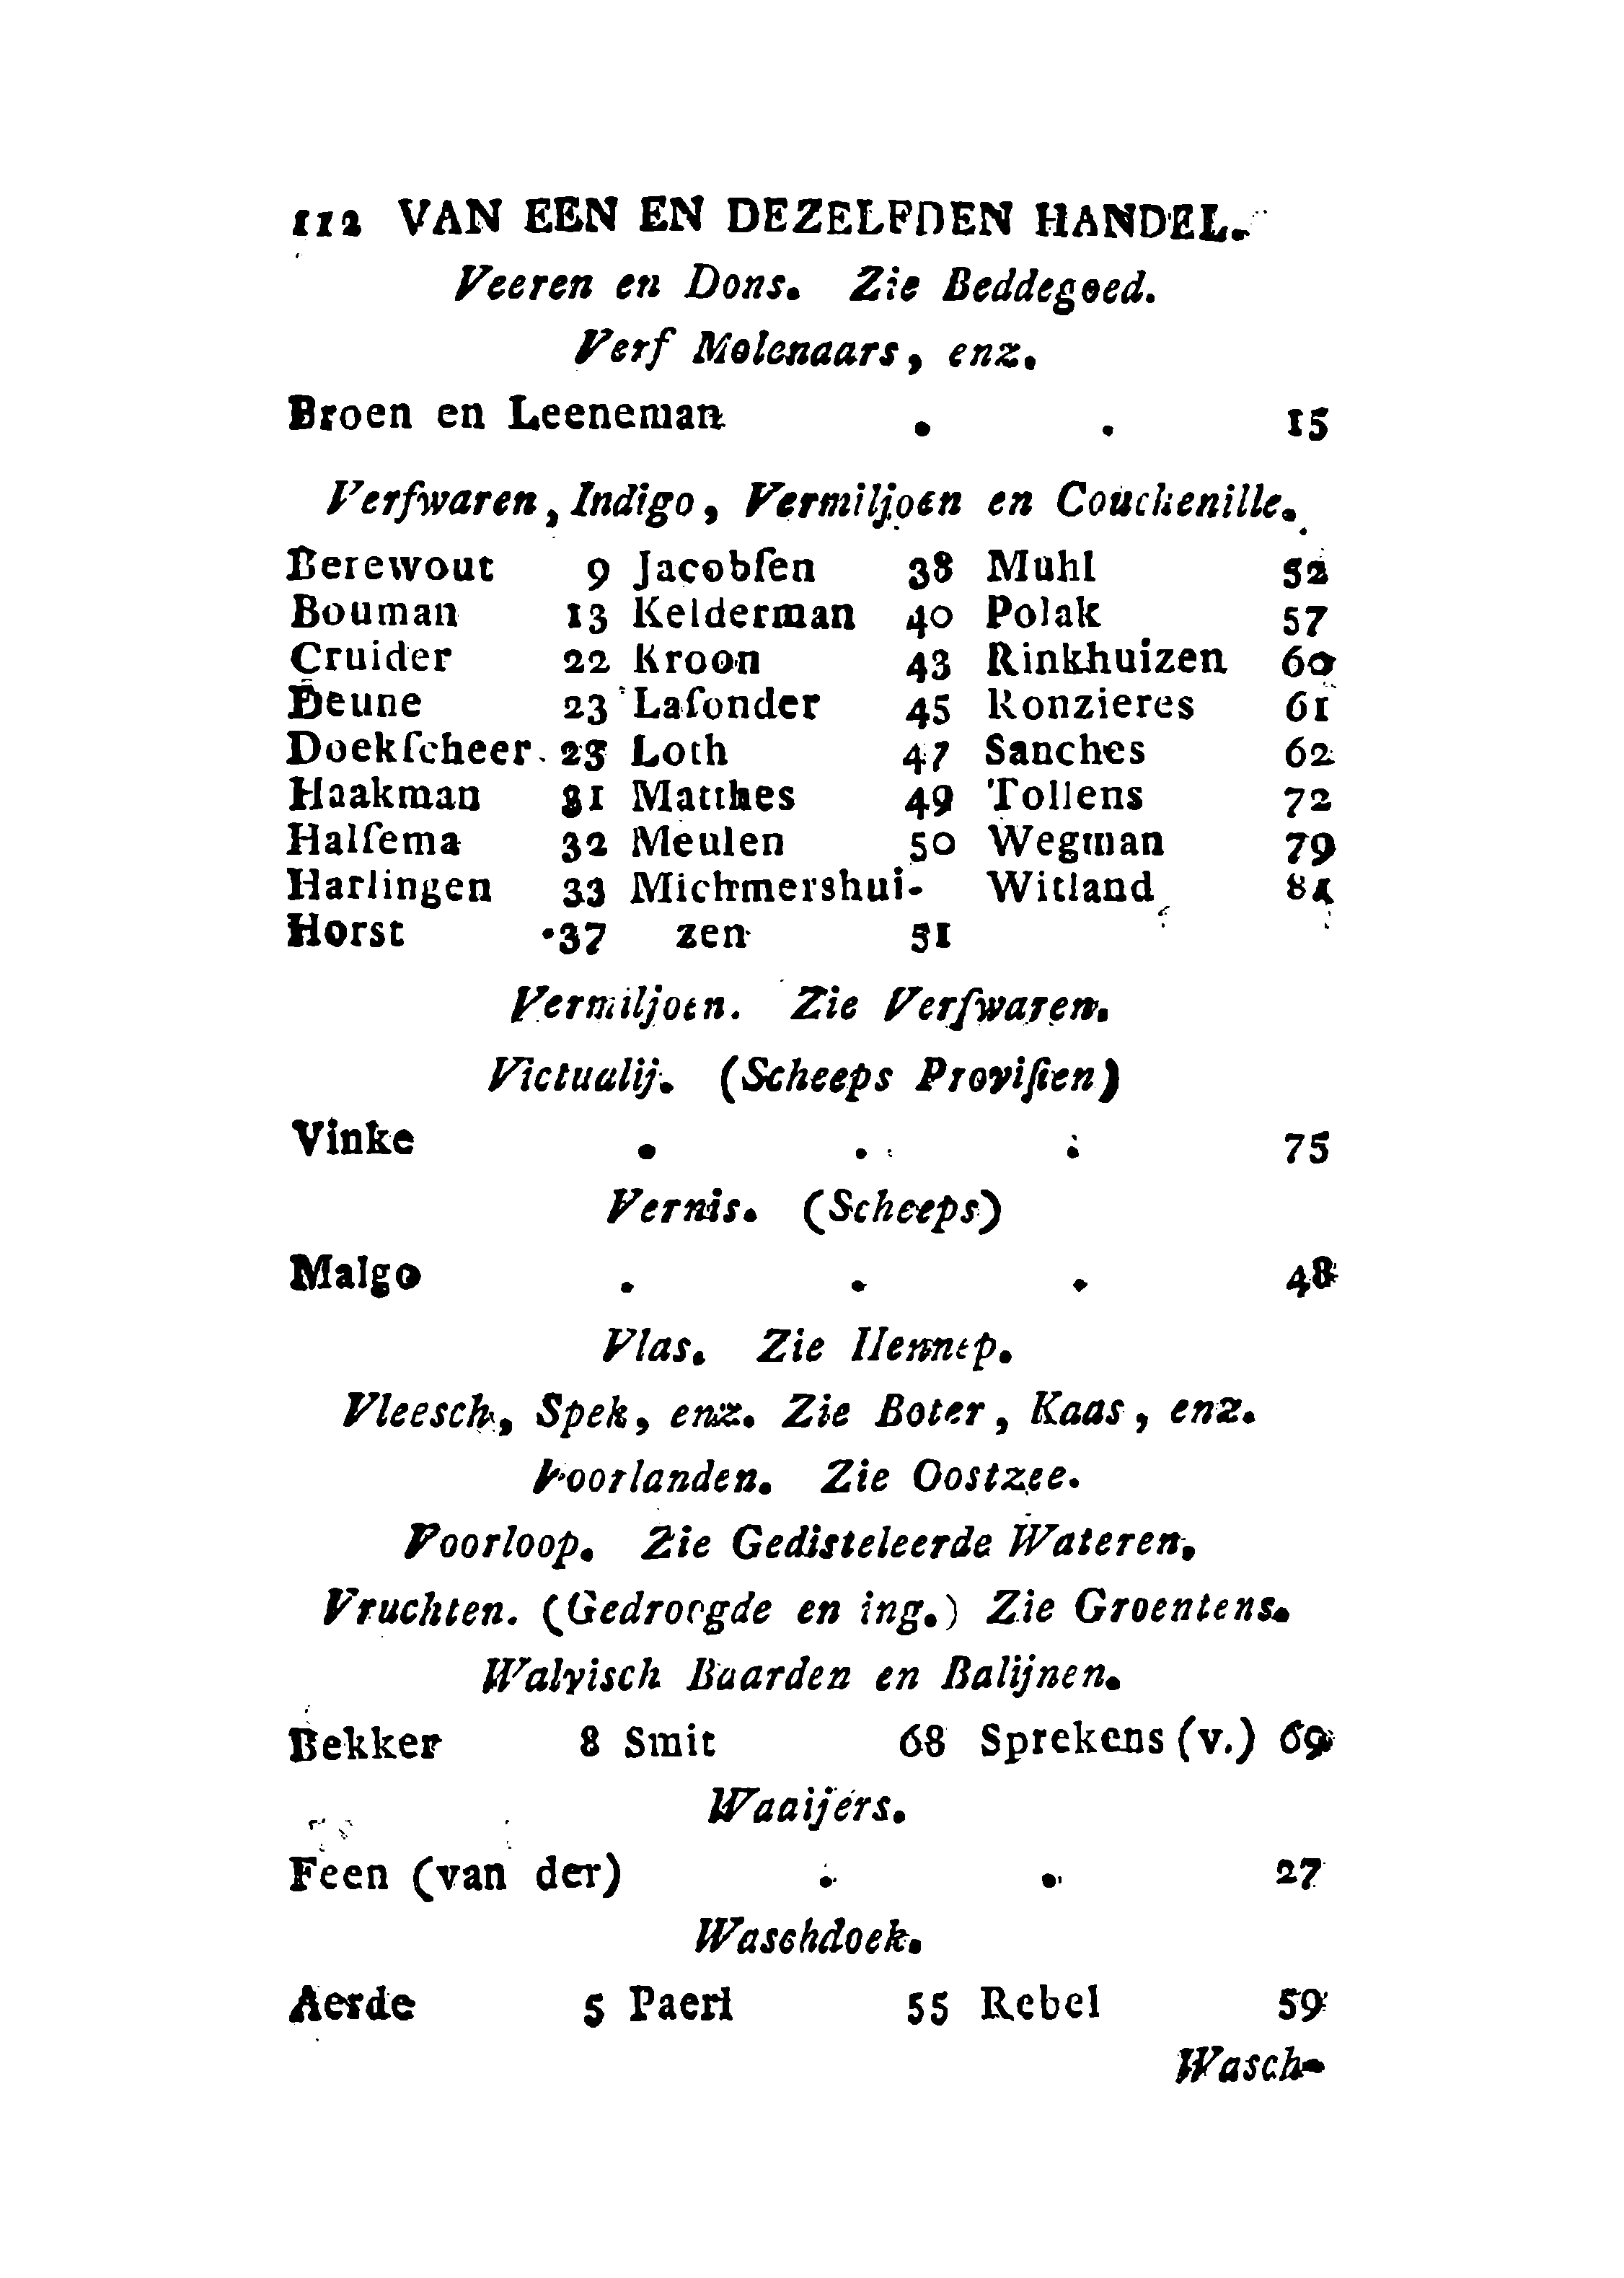 112 VAN EEN EN DEZELFDEN HANDEL.
Veeren en Dons. Zie Beddegoed.
Verf Molenaars, enz.
Broen en Leeneman . . 15
Verfwaren, Indigo, Vermiljoen en Couchenille.
Berewout 9 Jacobſen 38 Muhl 52
Bouman 13 Kelderman 40 Polak 57
Cruider 22 Kroon 43 Rinkhuizen 60
Deune 23 Lafonder 45 Ronzieres 61
Doekſcheer 25 Loth 47 Sanches 62
Haakman 31 Matthes 49 Tollens 72
Halſema 32 Meulen 50 Wegman 79
Harlingen 33 Michmershui- Witland 81
Horst 37 zen 51
Vermiljoen. Zie Verfwaren.
Victualij. (Scheeps Proviſien)
Vinke . . . 75
Vernis. (Scheeps)
Malgo . . . 48
Vlas. Zie Hennep.
Vleesch, Spek, enz. Zie Boter, Kaas, enz.
Voorlanden. Zie Oostzee.
Voorloop. Zie Gedisteleerde Wateren.
Vruchten. (Gedroogde en ing.) Zie Groentens.
Walvisch Baarden en Balijnen.
Bekker 8 Smit 68 Sprekens (v.) 69
Waaijers.
Feen (van der) . . 27
Waschdoek.
Aerde 5 Paerl 55 Rebel 59
Wasch-